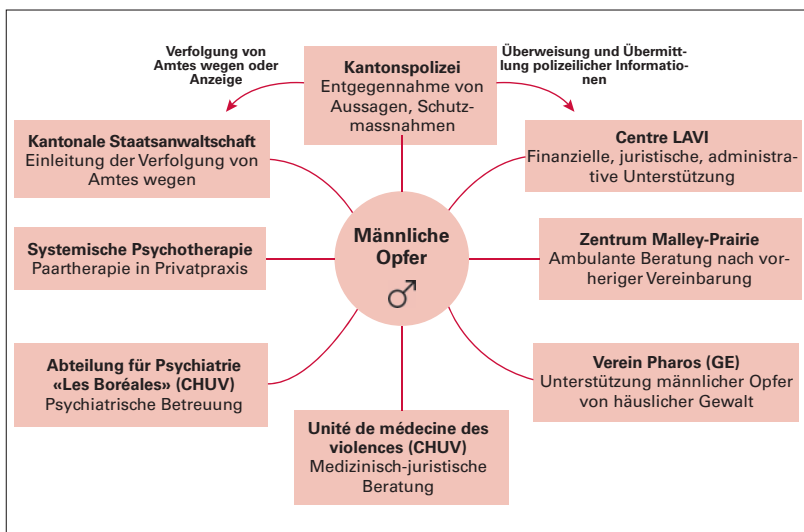 Verfolgung von
Amtes wegen oder
Anzeige
Kantonspolizei
Entgegennahme von
Aussagen, Schutz-
massnahmen
Überweisung und Übermitt-
lung polizeilicher Informatio-
nen
Kantonale Staatsanwaltschaft
Einleitung der Verfolgung von
Amtes wegen
Centre LAVI
Finanzielle, juristische, administra-
tive Unterstützung
Systemische Psychotherapie
Paartherapie in Privatpraxis
Männliche
Opfer
♂
Zentrum Malley-Prairie
Ambulante Beratung nach vor-
heriger Vereinbarung
Abteilung für Psychiatrie
«Les Boréales» (CHUV)
Psychiatrische Betreuung
Unité de médecine des
violences (CHUV)
Medizinisch-juristische
Beratung
Verein Pharos (GE)
Unterstützung männlicher Opfer
von häuslicher Gewalt